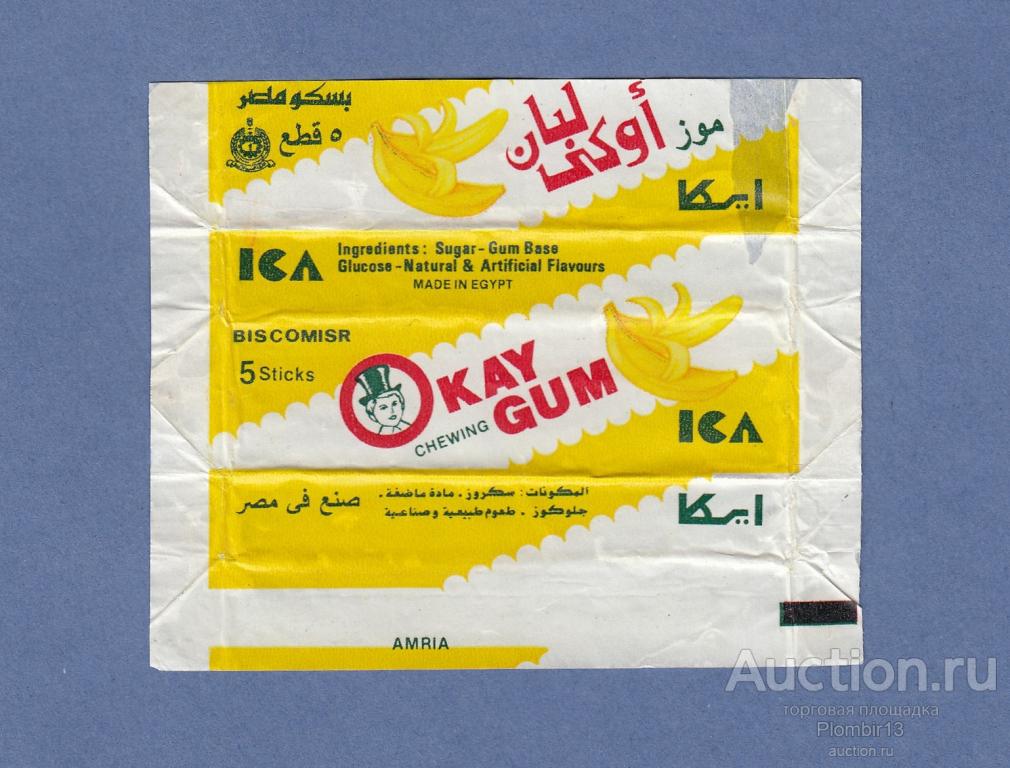 بسكو مصر
٥ قطع
لبان
أوكى
موز
ايكا
ICA
Ingredients: Sugar-Gum Base
Glucose-Natural & Artificial Flavours
MADE IN EGYPT
BISCOMISR
5 Sticks
OKAY
CHEWING GUM
ICA
صنع فى مصر
المكونات: سكروز. مادة ماضغة.
جلوكوز. طعوم طبيعية وصناعية
ايكا
AMRIA
Auction.ru
торговая площадка
Plombir13
auction.ru